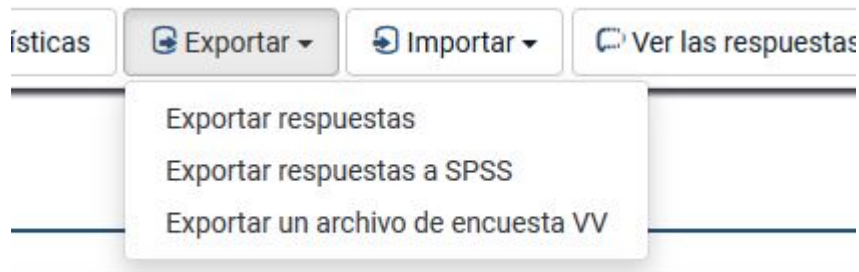 ísticas Exportar Importar Ver las respuestas
Exportar respuestas
Exportar respuestas a SPSS
Exportar un archivo de encuesta VV